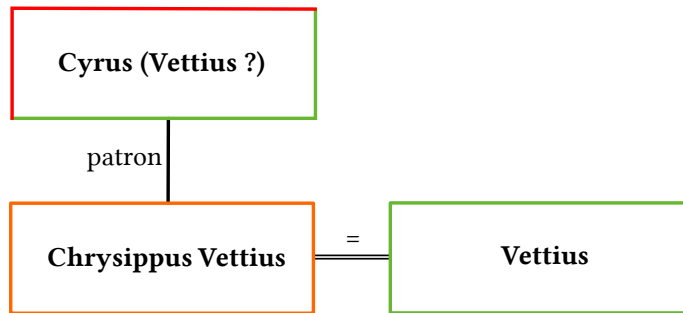 Cyrus (Vettius ?)
patron
=
Chrysippus Vettius
Vettius